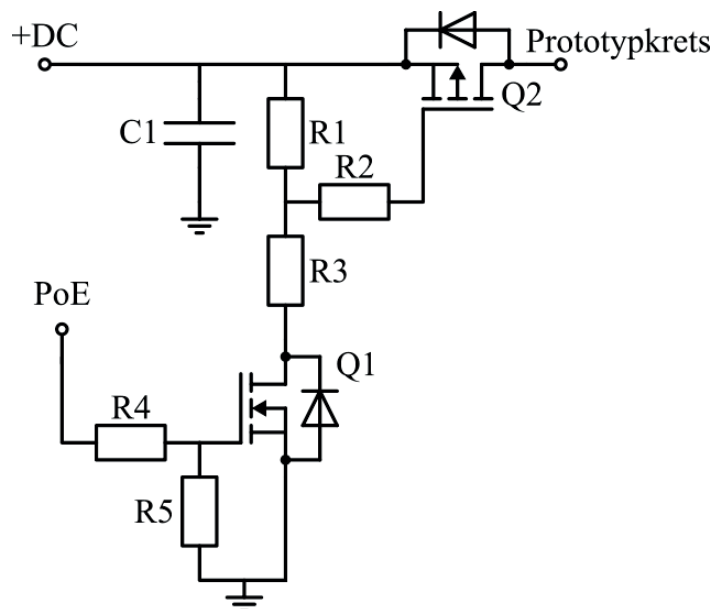 +DC
Prototypkrets
Q2
C1
R1
R2
R3
PoE
Q1
R4
R5